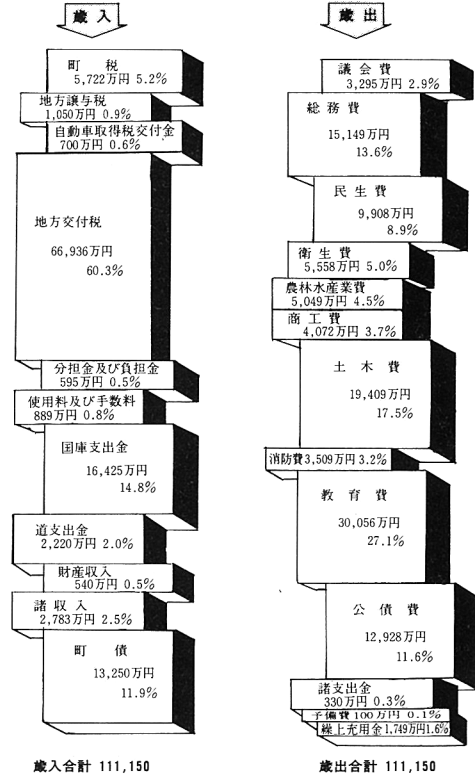 歳入
町税
5,722万円 5.2%
地方譲与税
1,050万円 0.9%
自動車取得税交付金
700万円 0.6%
地方交付税
66,936万円
60.3%
分担金及び負担金
595万円 0.5%
使用料及び手数料
889万円 0.8%
国庫支出金
16,425万円
14.8%
道支出金
2,220万円 2.0%
財産収入
540万円 0.5%
諸収入
2,783万円 2.5%
町債
13,250万円
11.9%
歳入合計 111,150
歳出
議会費
3,295万円 2.9%
総務費
15,149万円
13.6%
民生費
9,908万円
8.9%
衛生費
5,558万円 5.0%
農林水産業費
5,049万円 4.5%
商工費
4,072万円 3.7%
土木費
19,409万円
17.5%
消防費3,509万円 3.2%
教育費
30,056万円
27.1%
公債費
12,928万円
11.6%
諸支出金
330万円 0.3%
予備費100万円 0.1%
繰上充用金1,749万円1.6%
歳出合計 111,150